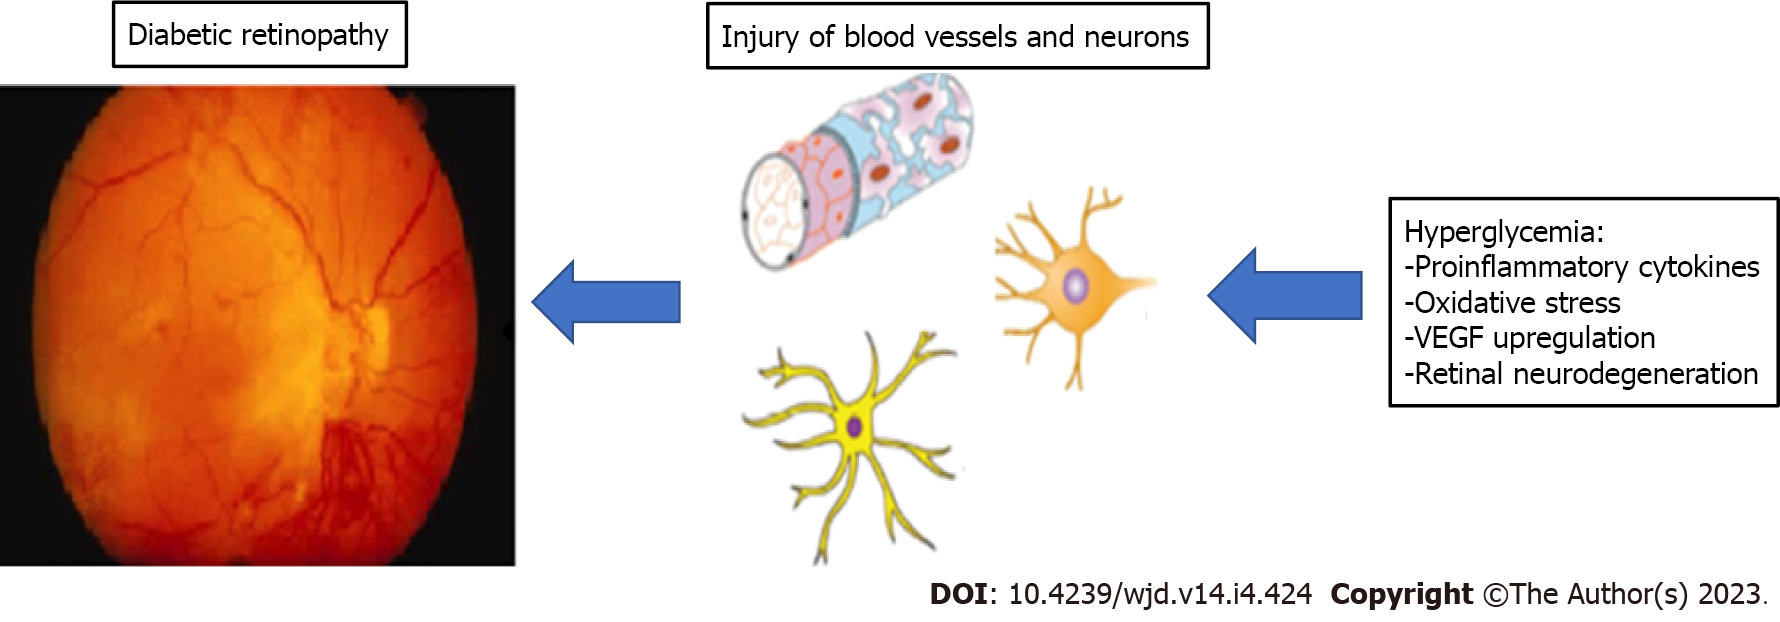 Diabetic retinopathy
Injury of blood vessels and neurons
Hyperglycemia:
-Proinflammatory cytokines
-Oxidative stress
-VEGF upregulation
-Retinal neurodegeneration
DOI: 10.4239/wjd.v14.i4.424 Copyright ©The Author(s) 2023.